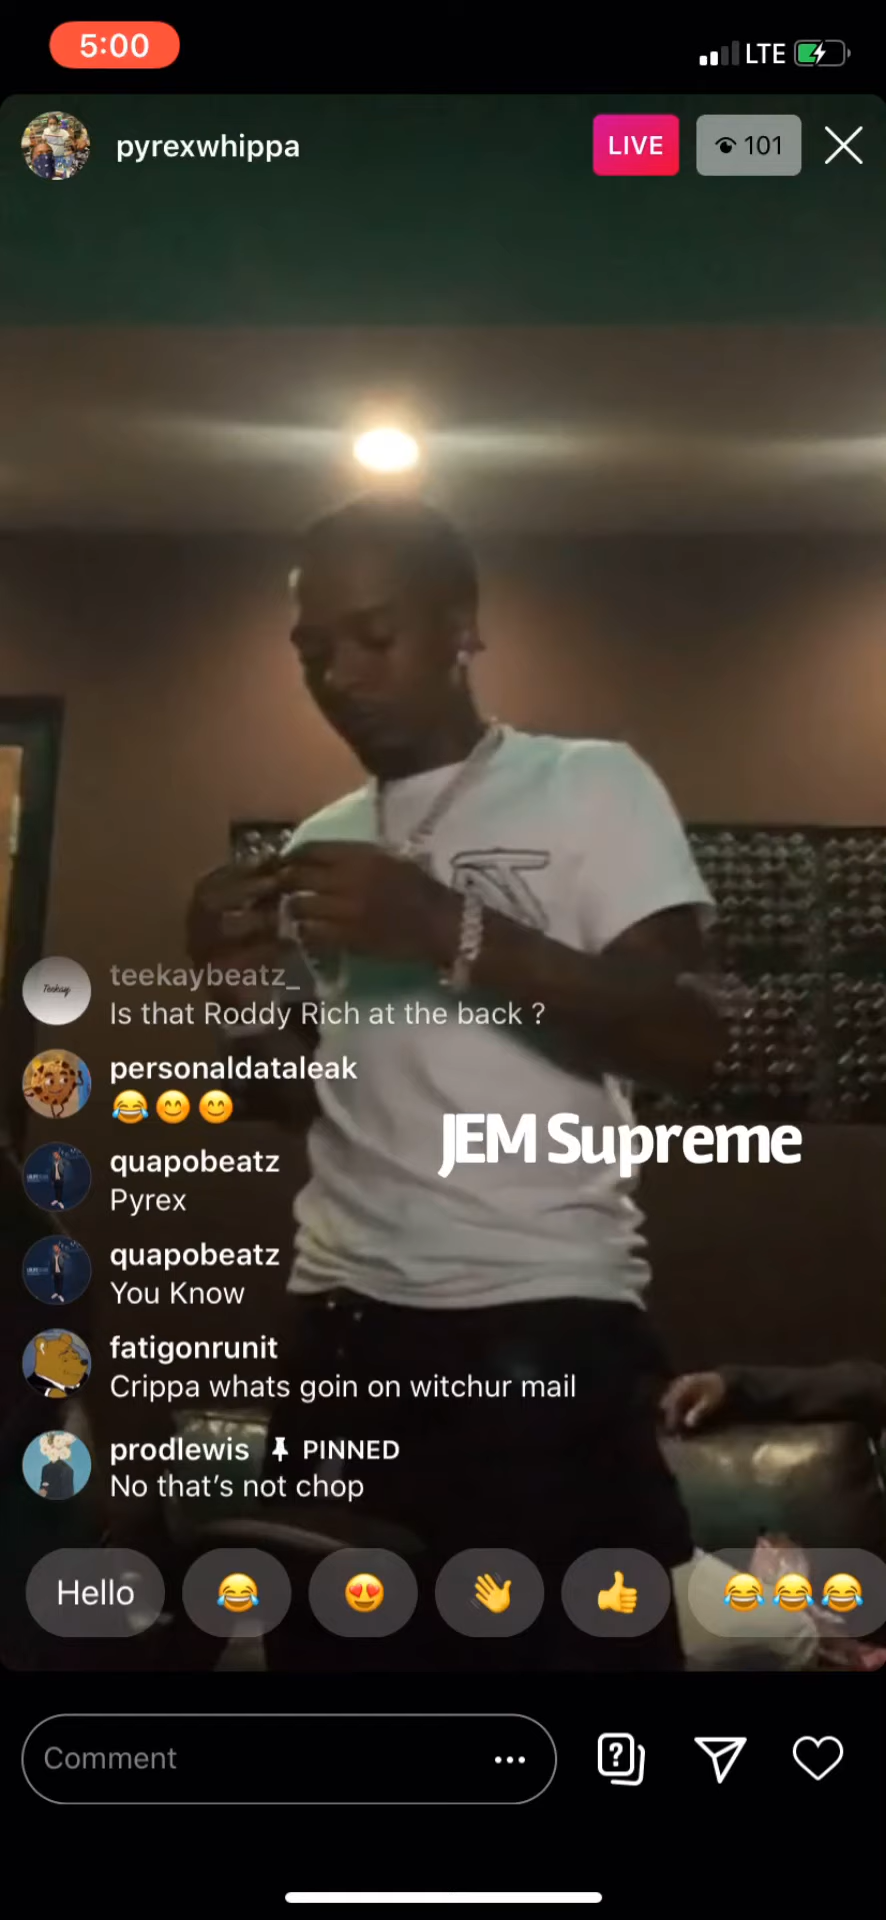 5:00
LTE
pyrexwhippa
LIVE
101
teekaybeatz_
Is that Roddy Rich at the back ?
personaldataleak
😂😊😊
JEM Supreme
quapobeatz
Pyrex
quapobeatz
You Know
fatigonrunit
Crippa whats goin on witchur mail
prodlewis PINNED
No that’s not chop
Hello 😂 😍 👋 👍 😂😂😂
Comment ...